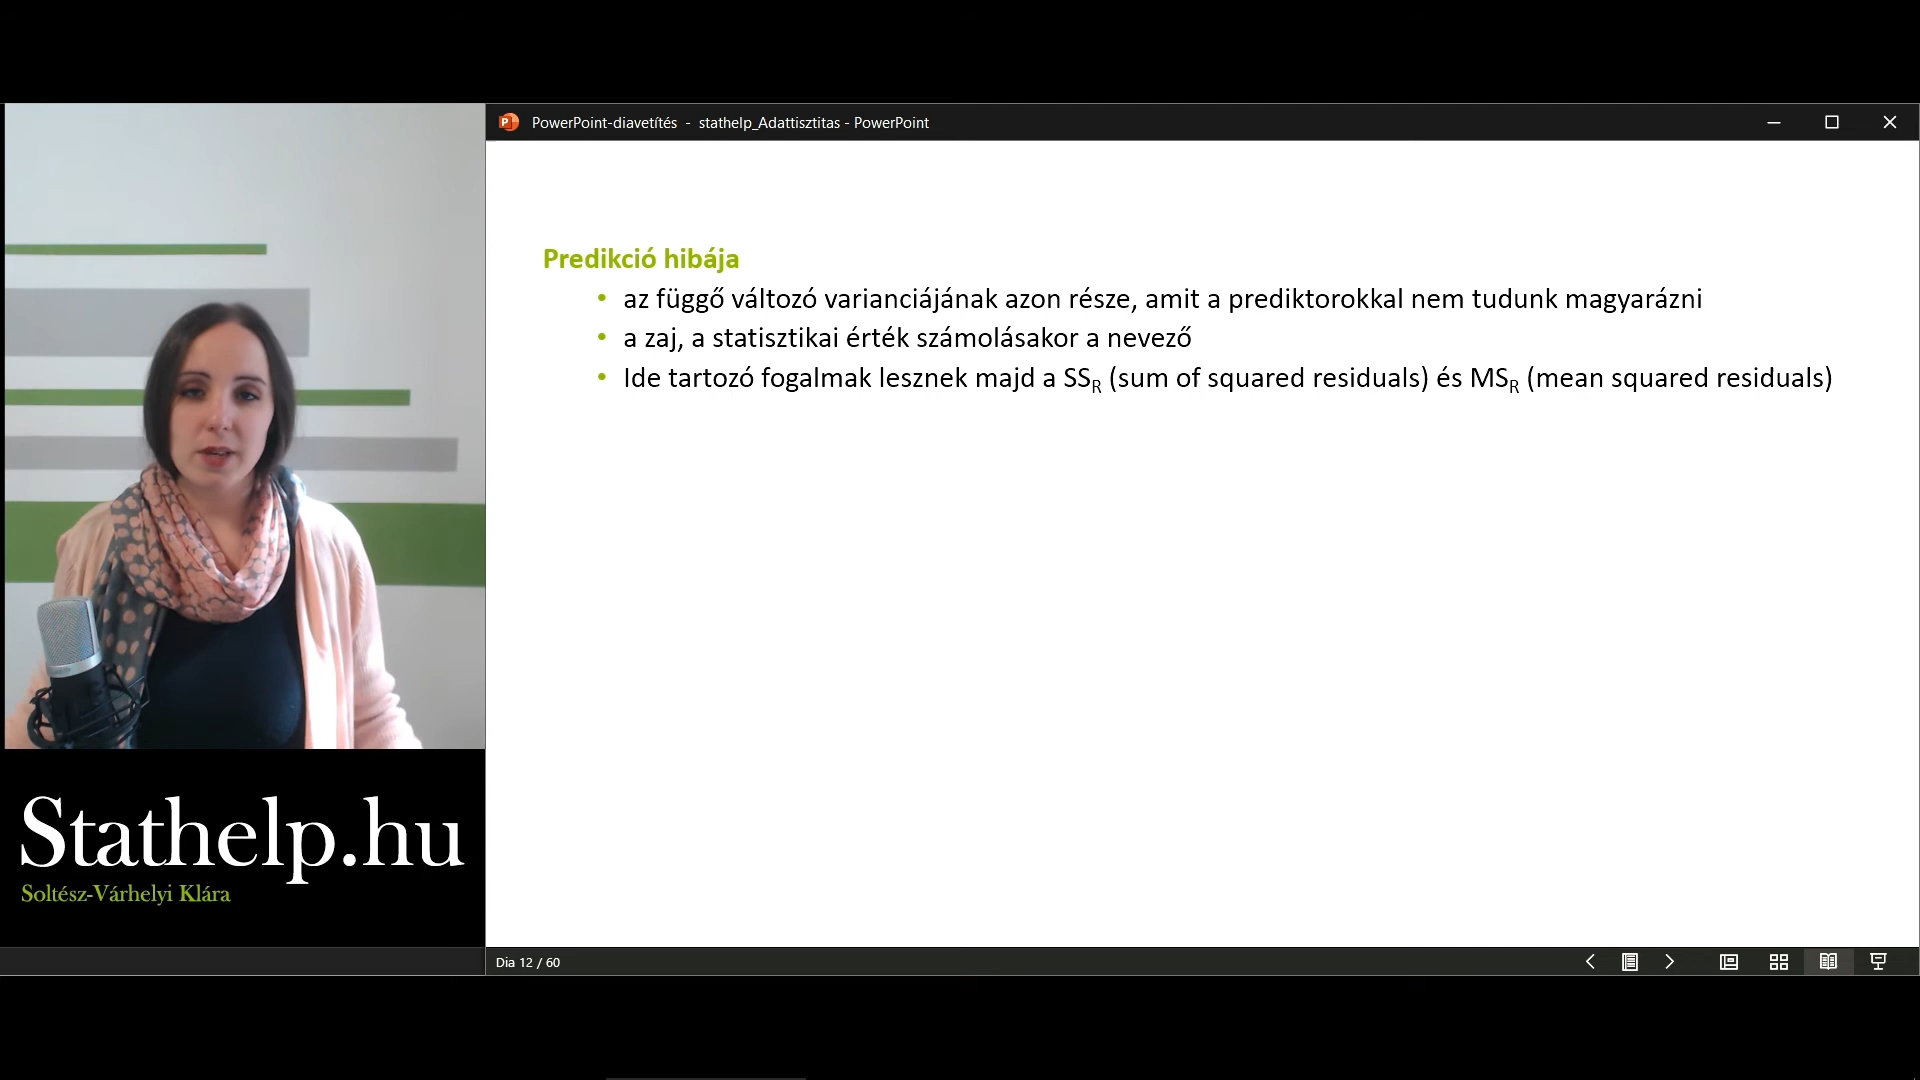 PowerPoint-diavetítés - stathelp_Adattisztitas - PowerPoint
Predikció hibája
• az függő változó varianciájának azon része, amit a prediktorokkal nem tudunk magyarázni
• a zaj, a statisztikai érték számolásakor a nevező
• Ide tartozó fogalmak lesznek majd a SSR (sum of squared residuals) és MSR (mean squared residuals)
Stathelp.hu
Soltész-Várhelyi Klára
Dia 12 / 60